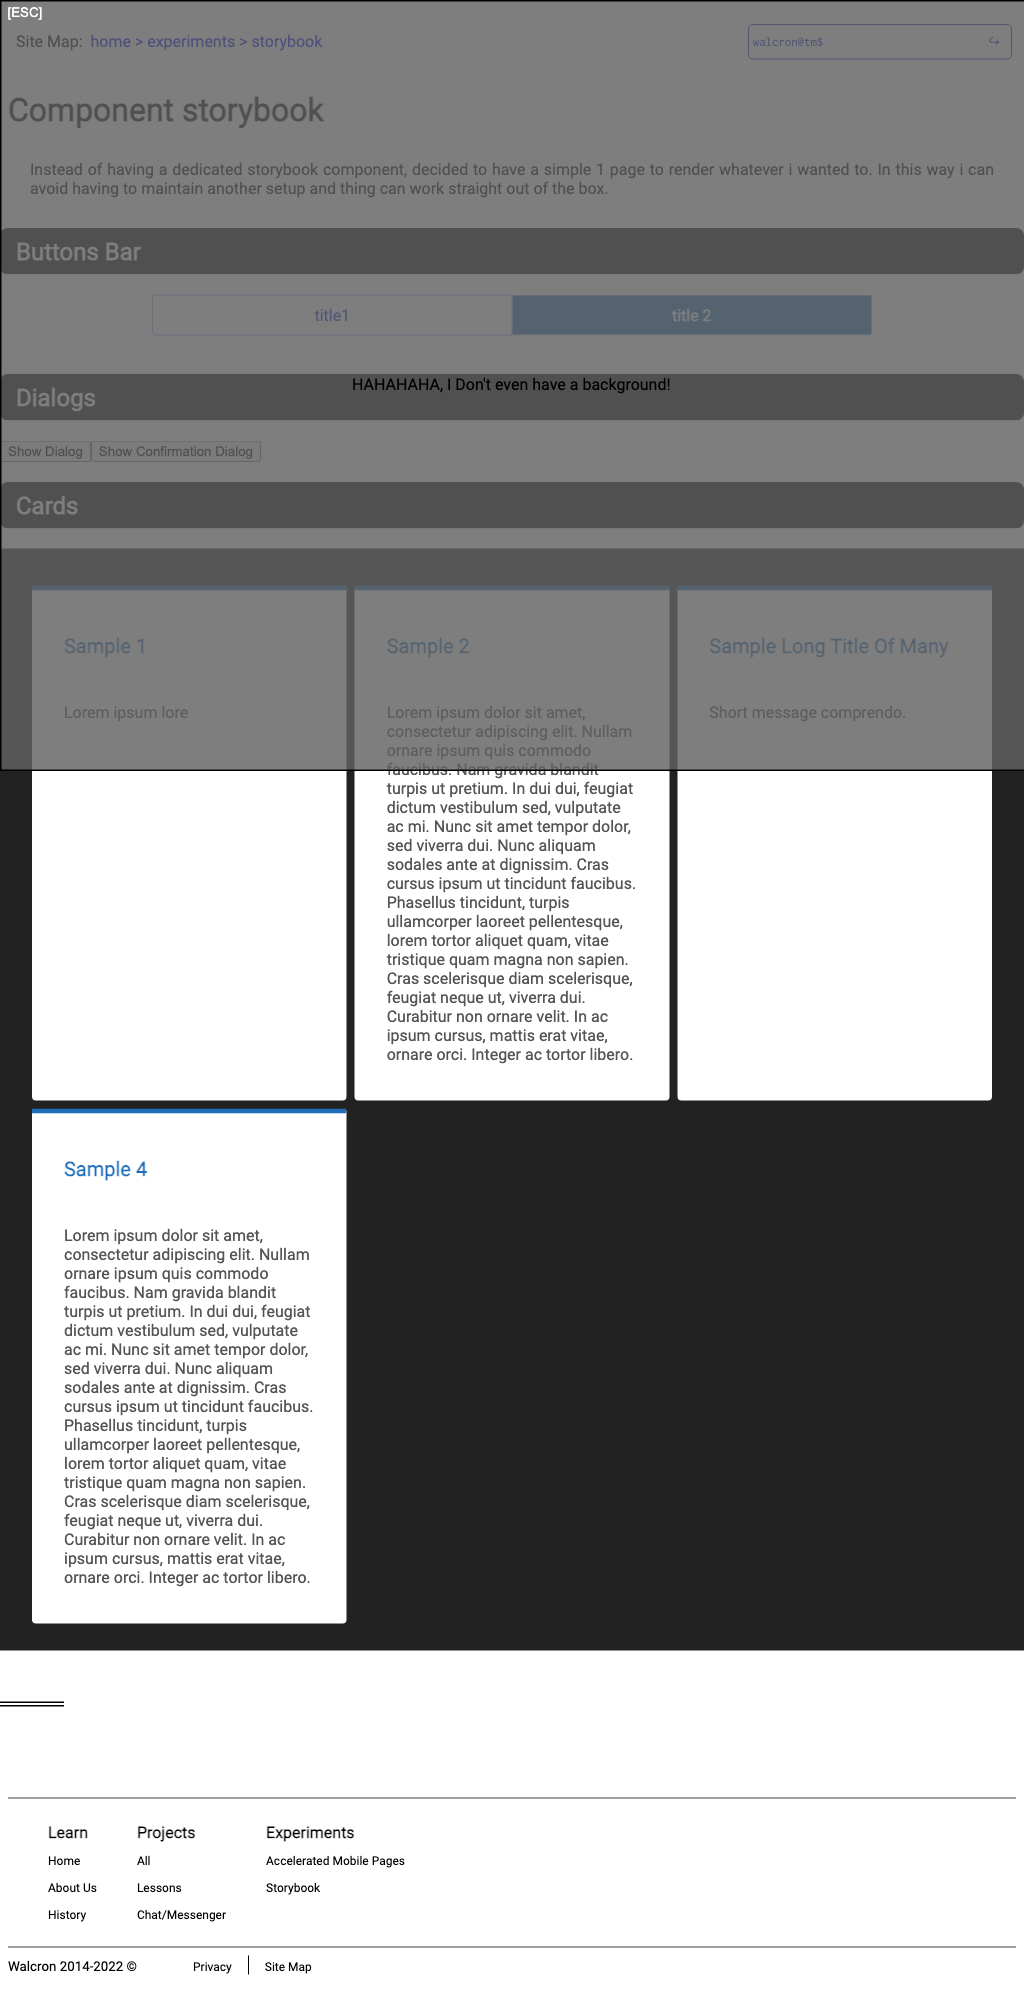 [ESC]
Site Map: home > experiments > storybook
walcron@tm$
Component storybook
Instead of having a dedicated storybook component, decided to have a simple 1 page to render whatever i wanted to. In this way i can
avoid having to maintain another setup and thing can work straight out of the box.
Buttons Bar
title1
title 2
HAHAHAHA, I Don't even have a background!
Dialogs
Show Dialog
Show Confirmation Dialog
Cards
Sample 1
Lorem ipsum lore
Sample 2
Lorem ipsum dolor sit amet,
consectetur adipiscing elit. Nullam
ornare ipsum quis commodo
faucibus. Nam gravida blandit
turpis ut pretium. In dui dui, feugiat
dictum vestibulum sed, vulputate
ac mi. Nunc sit amet tempor dolor,
sed viverra dui. Nunc aliquam
sodales ante at dignissim. Cras
cursus ipsum ut tincidunt faucibus.
Phasellus tincidunt, turpis
ullamcorper laoreet pellentesque,
lorem tortor aliquet quam, vitae
tristique quam magna non sapien.
Cras scelerisque diam scelerisque,
feugiat neque ut, viverra dui.
Curabitur non ornare velit. In ac
ipsum cursus, mattis erat vitae,
ornare orci. Integer ac tortor libero.
Sample Long Title Of Many
Short message comprendo.
Sample 4
Lorem ipsum dolor sit amet,
consectetur adipiscing elit. Nullam
ornare ipsum quis commodo
faucibus. Nam gravida blandit
turpis ut pretium. In dui dui, feugiat
dictum vestibulum sed, vulputate
ac mi. Nunc sit amet tempor dolor,
sed viverra dui. Nunc aliquam
sodales ante at dignissim. Cras
cursus ipsum ut tincidunt faucibus.
Phasellus tincidunt, turpis
ullamcorper laoreet pellentesque,
lorem tortor aliquet quam, vitae
tristique quam magna non sapien.
Cras scelerisque diam scelerisque,
feugiat neque ut, viverra dui.
Curabitur non ornare velit. In ac
ipsum cursus, mattis erat vitae,
ornare orci. Integer ac tortor libero.
Learn
Home
About Us
History
Projects
All
Lessons
Chat/Messenger
Experiments
Accelerated Mobile Pages
Storybook
Walcron 2014-2022 ©
Privacy
Site Map